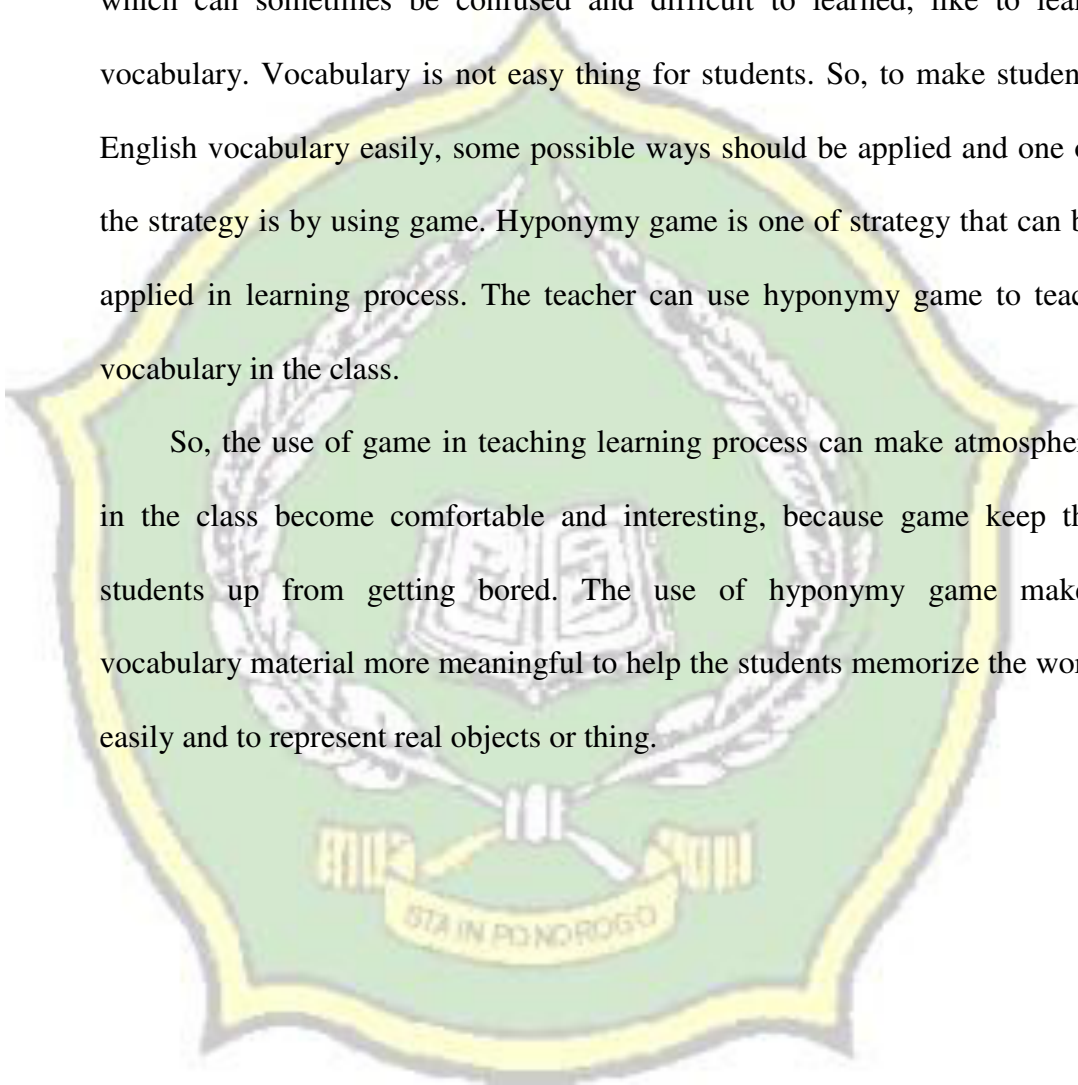 which can sometimes be confused and difficult to learned, like to lear
vocabulary. Vocabulary is not easy thing for students. So, to make student
English vocabulary easily, some possible ways should be applied and one o
the strategy is by using game. Hyponymy game is one of strategy that can b
applied in learning process. The teacher can use hyponymy game to teac
vocabulary in the class.
So, the use of game in teaching learning process can make atmospher
in the class become comfortable and interesting, because game keep th
students up from getting bored. The use of hyponymy game make
vocabulary material more meaningful to help the students memorize the wor
easily and to represent real objects or thing.
STAIN PONOROGO